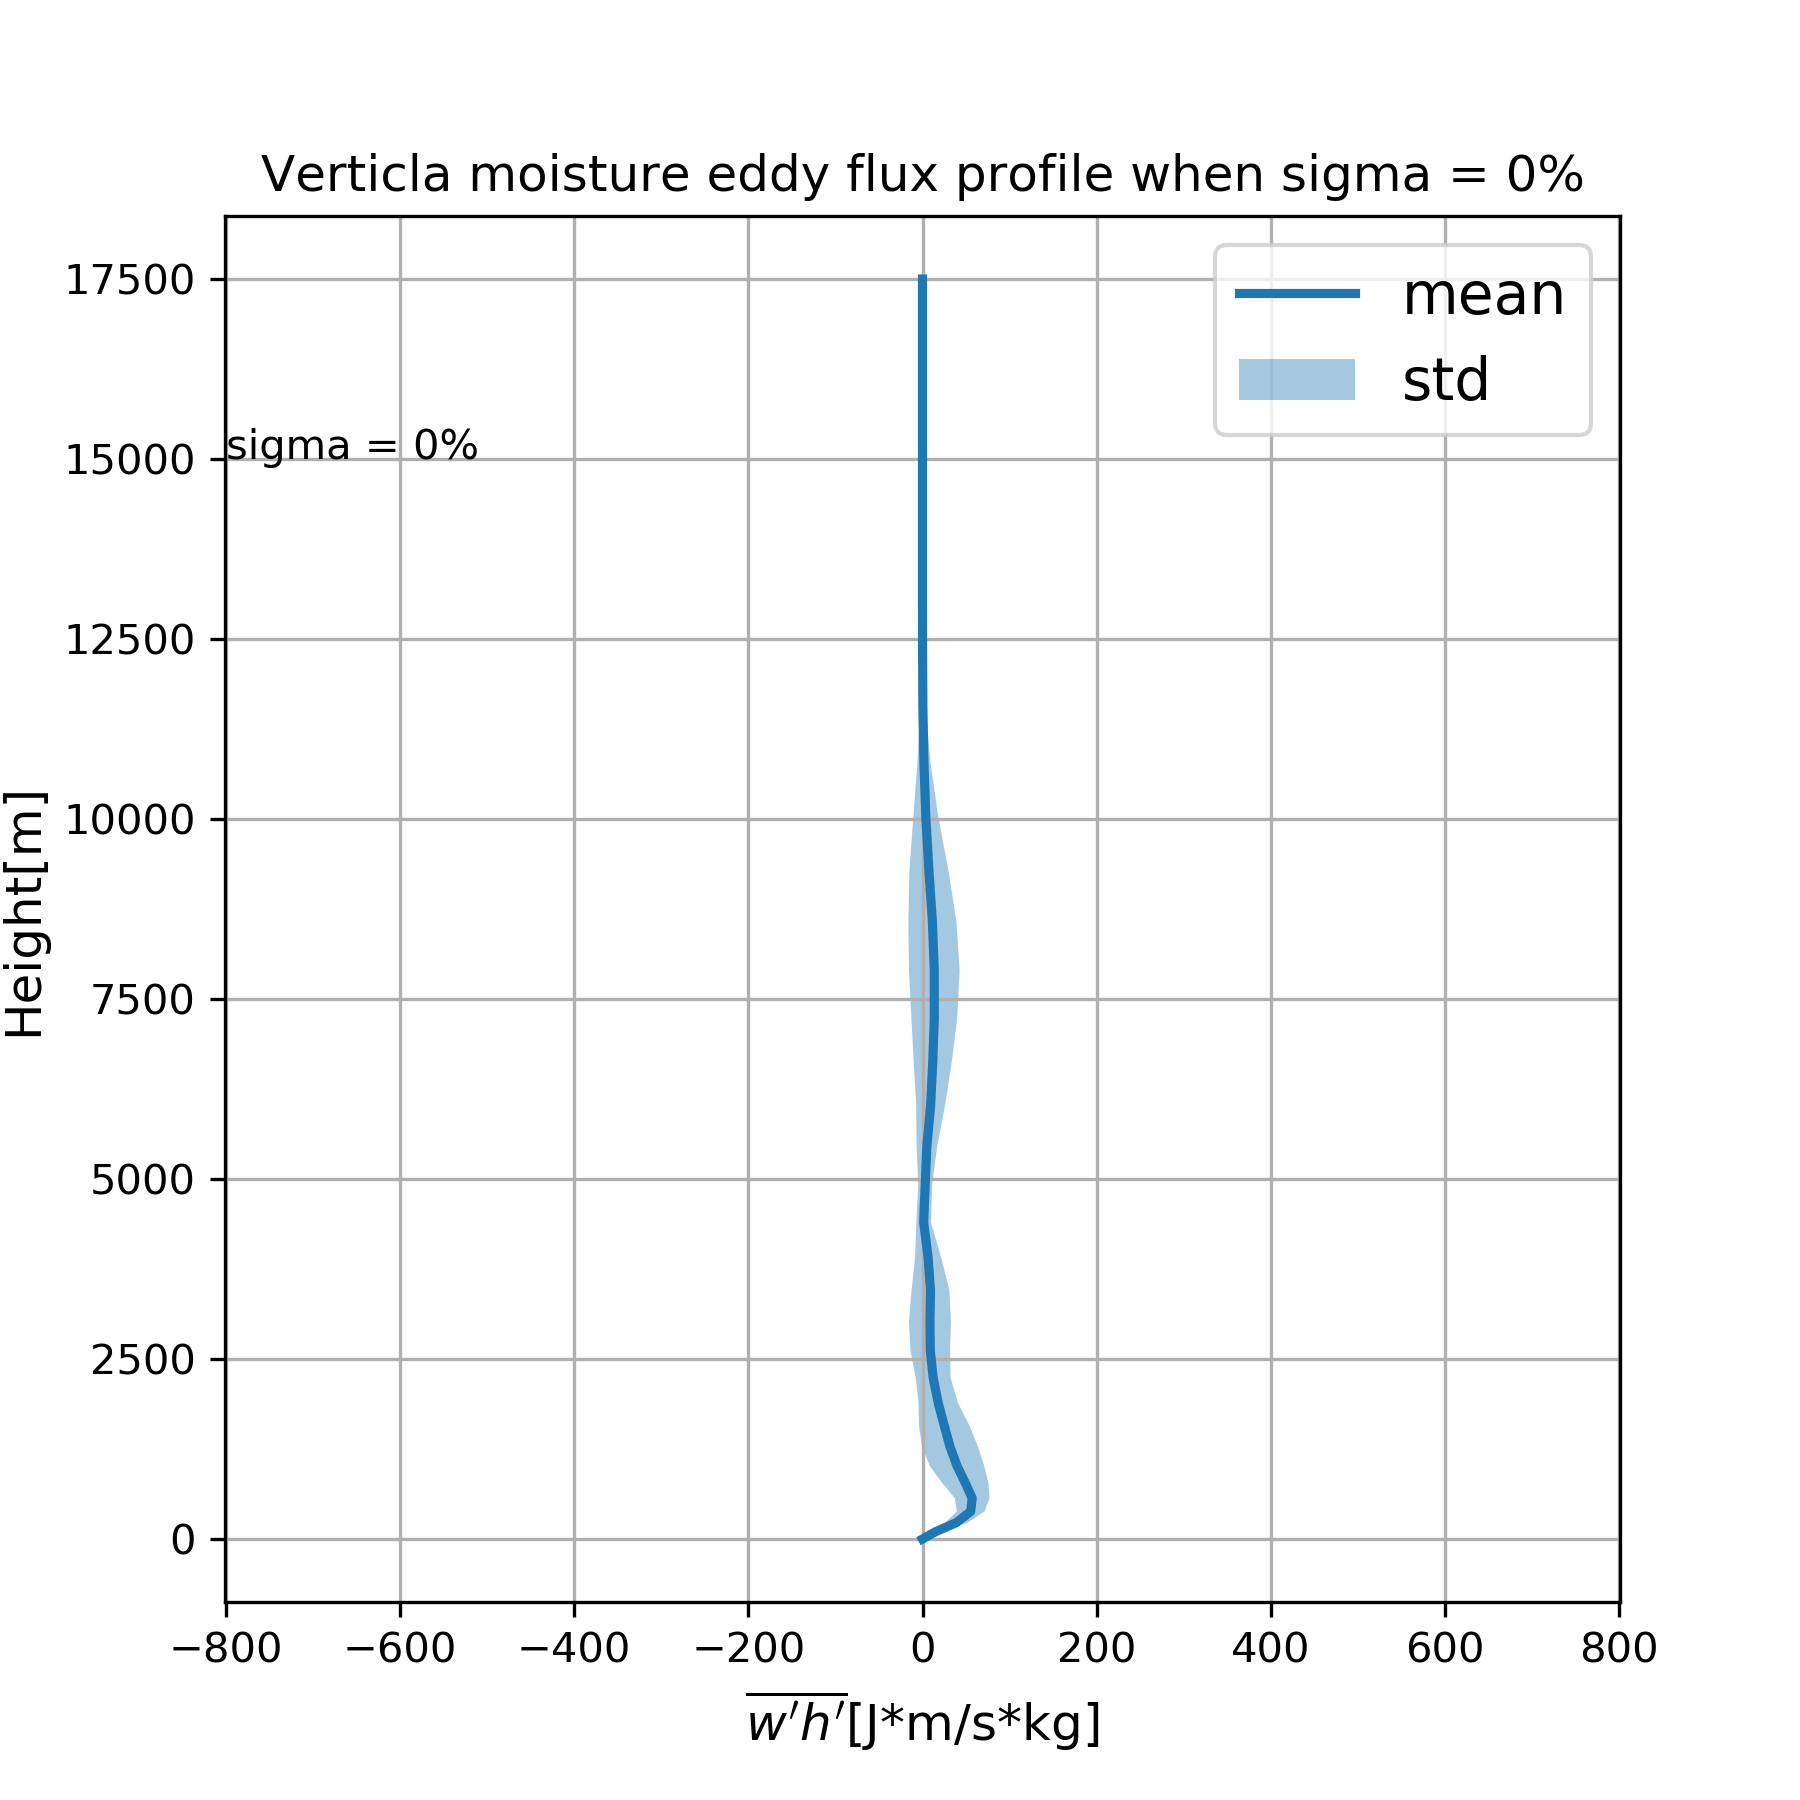 Verticla moisture eddy flux profile when sigma = 0%
mean
std
sigma = 0%
17500
15000
12500
10000
7500
5000
2500
0
Height[m]
−800 −600 −400 −200 0 200 400 600 800
w′h′[J*m/s*kg]